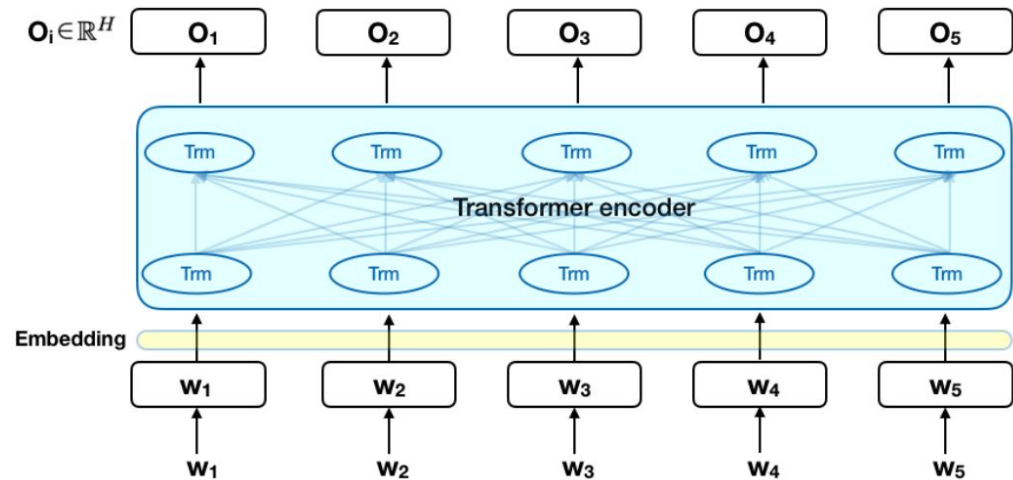 Oᵢ∈ℝᴴ O₁ O₂ O₃ O₄ O₅
Trm Trm Trm Trm Trm
Transformer encoder
Trm Trm Trm Trm Trm
Embedding
w₁ w₂ w₃ w₄ w₅
w₁ w₂ w₃ w₄ w₅